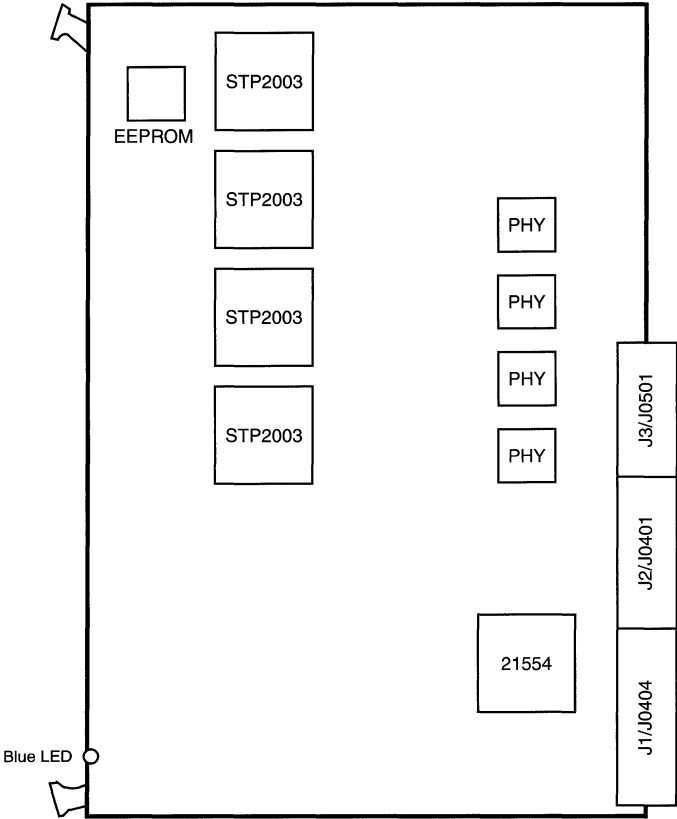 STP2003
EEPROM
STP2003
PHY
STP2003
PHY
PHY
STP2003
PHY
J3/J0501
J2/J0401
21554
J1/J0404
Blue LED